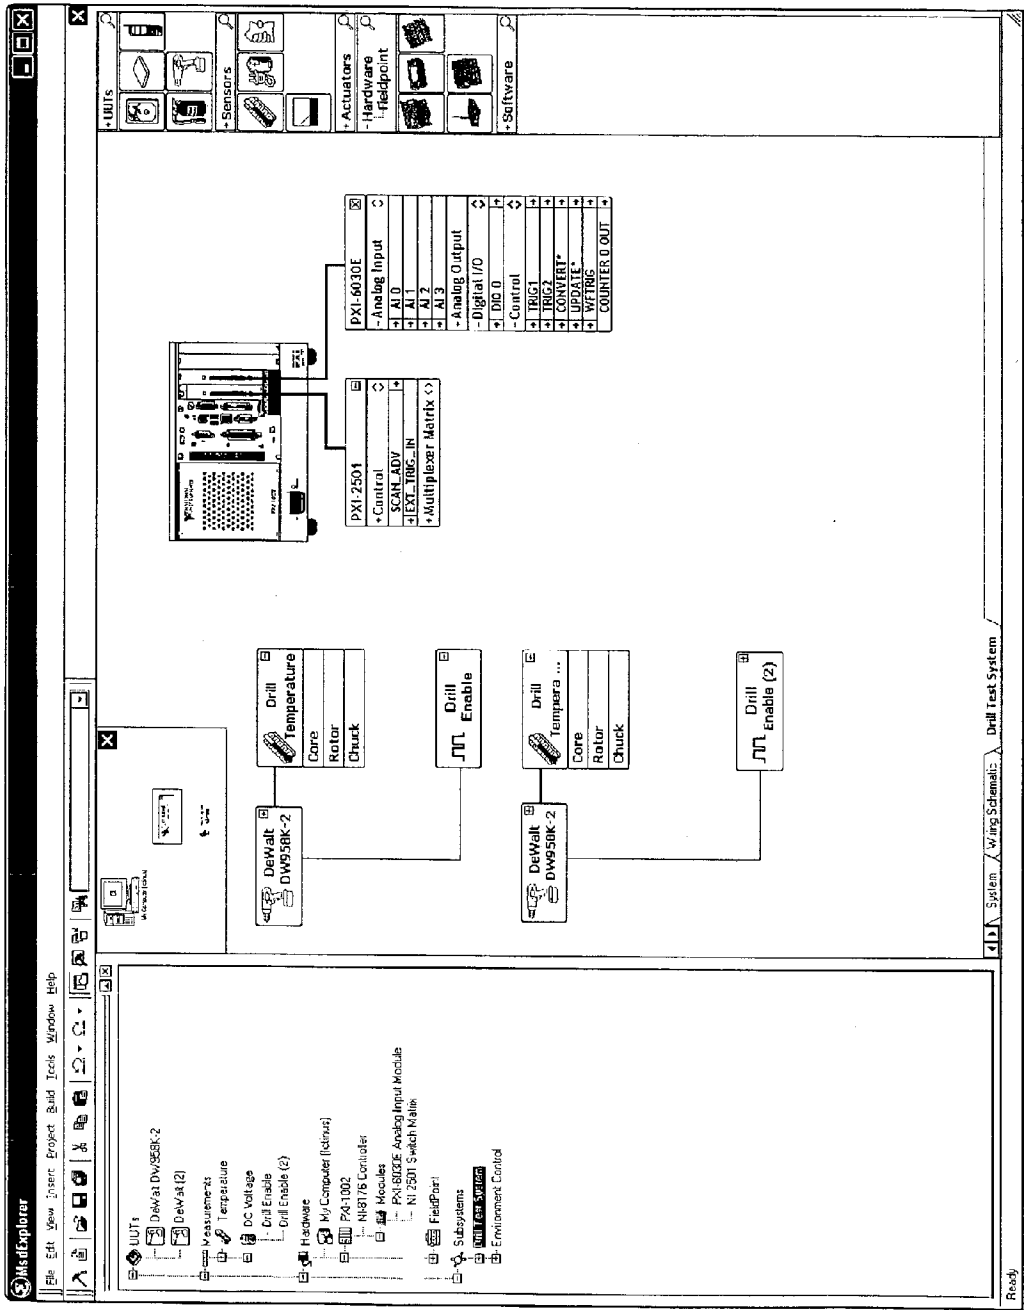 MsdExplorer
File Edit View Insert Project Build Tools Window Help
UUTs
DeWalt DW958K-2
DeWalt (2)
Measurements
Temperature
DC Voltage
Drill Enable
Drill Enable (2)
Hardware
My Computer [Ictinus]
PXI-1002
NI-8176 Controller
Modules
PXI-6030E Analog Input Module
NI 2501 Switch Matrix
FieldPoint
Subsystems
Drill Test System
Environment Control
DeWalt
DW958K-2
Drill
Temperature
Core
Rotor
Chuck
Drill
Enable
DeWalt
DW958K-2
Drill
Tempera ...
Core
Rotor
Chuck
Drill
Enable (2)
PXI-2501
+Control
SCAN_ADV
EXT_TRIG_IN
+Multiplexer Matrix <>
PXI-6030E
-Analog Input <>
AI 0
AI 1
AI 2
AI 3
+Analog Output
-Digital I/O <>
DIO 0
-Control <>
TRIG1
TRIG2
CONVERT*
UPDATE*
WFTRIG
COUNTER 0 OUT
+UUTs
+Sensors
+Actuators
-Hardware
Fieldpoint
+Software
System
Wiring Schematic
Drill Test System
Ready